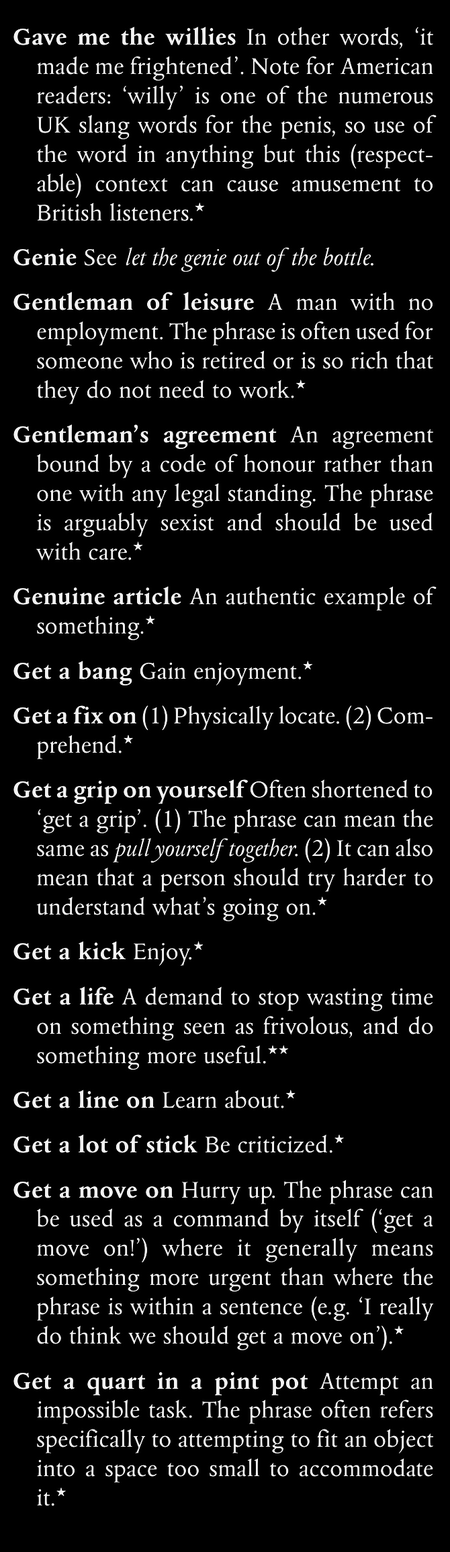 Gave me the willies In other words, ‘it
made me frightened’. Note for American
readers: ‘willy’ is one of the numerous
UK slang words for the penis, so use of
the word in anything but this (respect-
able) context can cause amusement to
British listeners.★
Genie See let the genie out of the bottle.
Gentleman of leisure A man with no
employment. The phrase is often used for
someone who is retired or is so rich that
they do not need to work.★
Gentleman’s agreement An agreement
bound by a code of honour rather than
one with any legal standing. The phrase
is arguably sexist and should be used
with care.★
Genuine article An authentic example of
something.★
Get a bang Gain enjoyment.★
Get a fix on (1) Physically locate. (2) Com-
prehend.★
Get a grip on yourself Often shortened to
‘get a grip’. (1) The phrase can mean the
same as pull yourself together. (2) It can also
mean that a person should try harder to
understand what’s going on.★
Get a kick Enjoy.★
Get a life A demand to stop wasting time
on something seen as frivolous, and do
something more useful.★★
Get a line on Learn about.★
Get a lot of stick Be criticized.★
Get a move on Hurry up. The phrase can
be used as a command by itself (‘get a
move on!’) where it generally means
something more urgent than where the
phrase is within a sentence (e.g. ‘I really
do think we should get a move on’).★
Get a quart in a pint pot Attempt an
impossible task. The phrase often refers
specifically to attempting to fit an object
into a space too small to accommodate
it.★